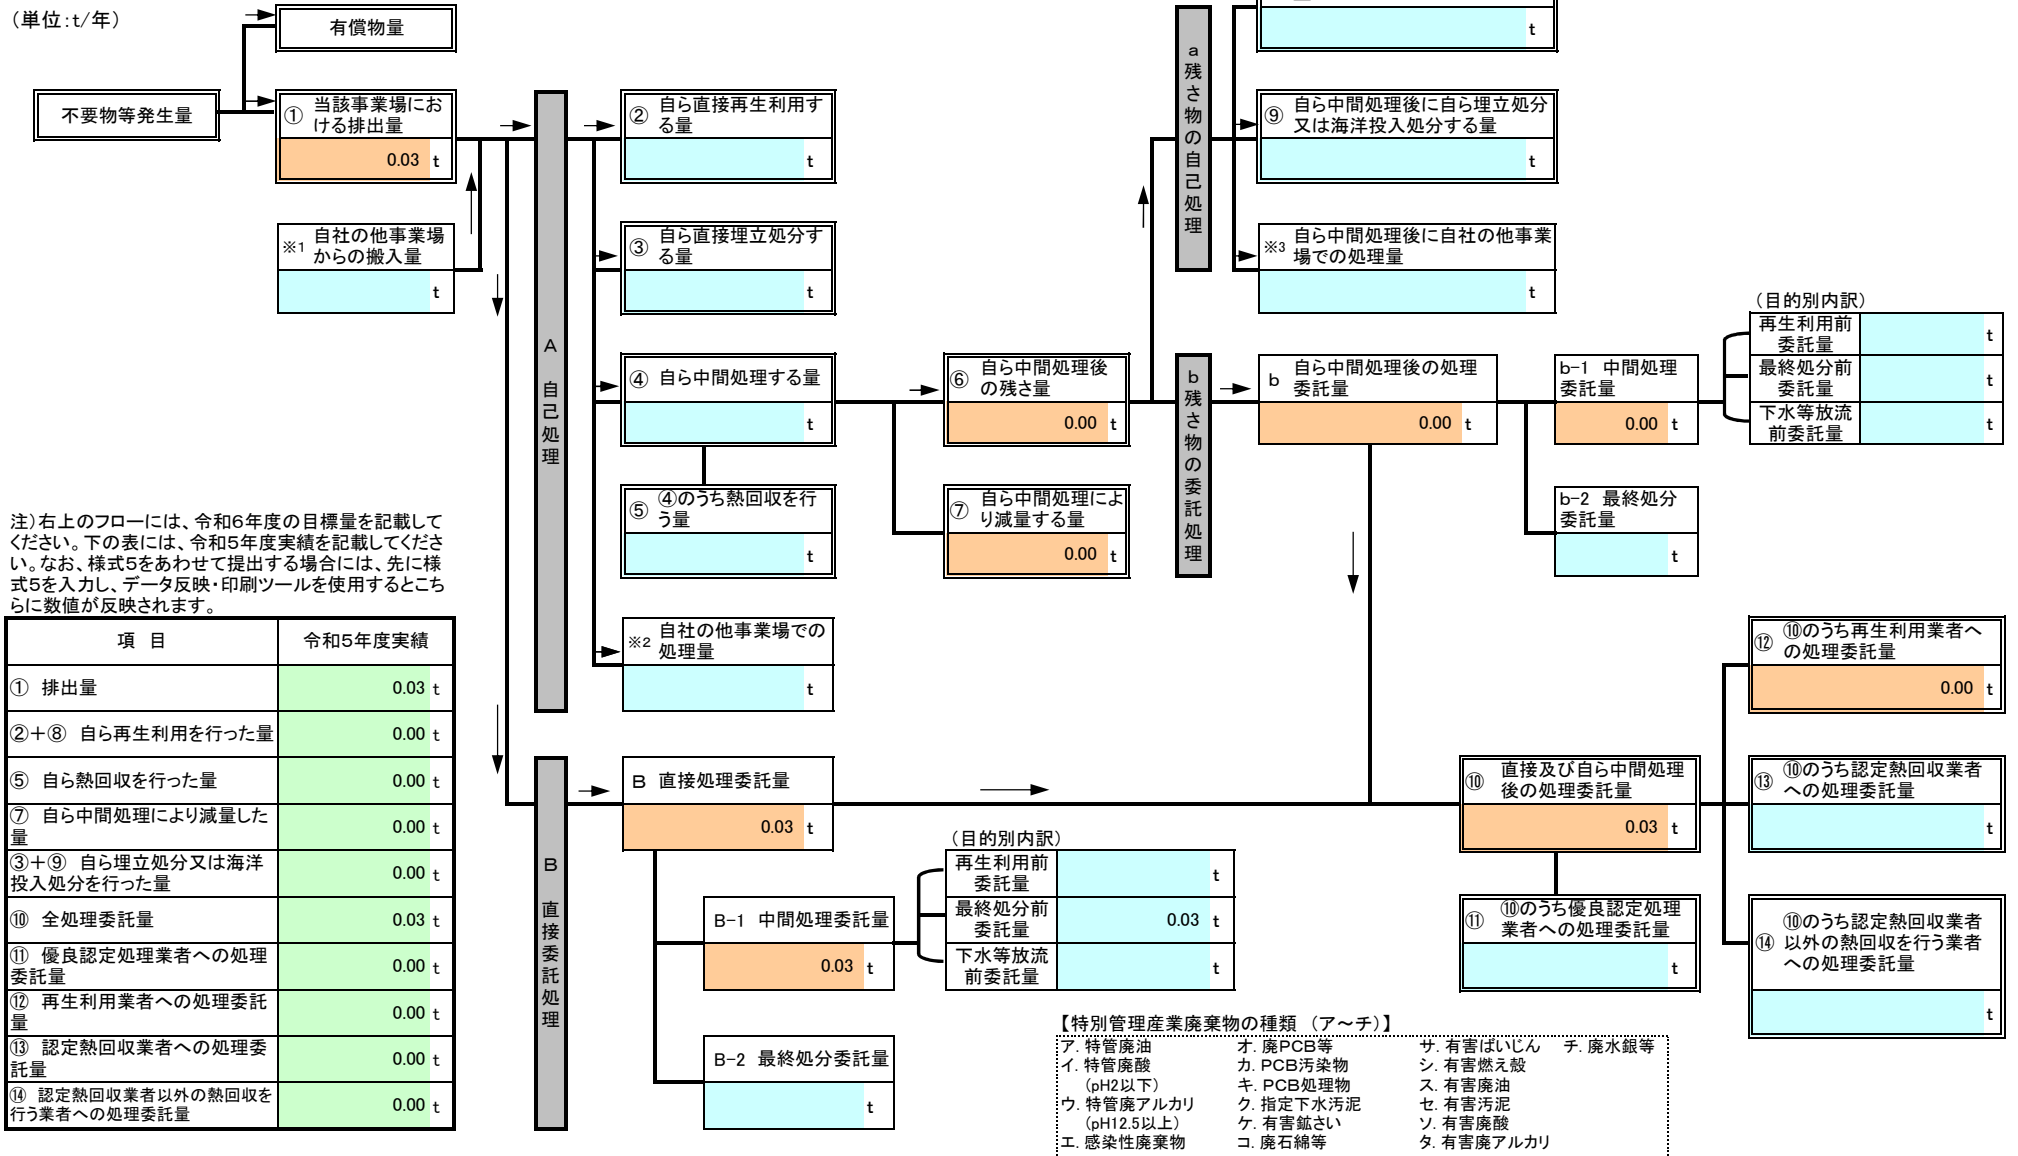 （単位:t/年）
有償物量
不要物等発生量
① 当該事業場にお
ける排出量
0.03 t
※1 自社の他事業場
からの搬入量
t
A 自己処理
② 自ら直接再生利用す
る量
t
③ 自ら直接埋立処分す
る量
t
④ 自ら中間処理する量
t
⑤ ④のうち熱回収を行
う量
t
※2 自社の他事業場での
処理量
t
⑥ 自ら中間処理後
の残さ量
0.00 t
⑦ 自ら中間処理によ
り減量する量
0.00 t
a 残さ物の自己処理
t
⑨ 自ら中間処理後に自ら埋立処分
又は海洋投入処分する量
t
※3 自ら中間処理後に自社の他事業
場での処理量
t
b 残さ物の委託処理
b 自ら中間処理後の処理
委託量
0.00 t
b-1 中間処理
委託量
0.00 t
b-2 最終処分
委託量
t
（目的別内訳）
再生利用前
委託量
t
最終処分前
委託量
t
下水等放流
前委託量
t
注）右上のフローには、令和6年度の目標量を記載して
ください。下の表には、令和5年度実績を記載してくださ
い。なお、様式5をあわせて提出する場合には、先に様
式5を入力し、データ反映・印刷ツールを使用するとこち
らに数値が反映されます。
項 目 令和5年度実績
① 排出量 0.03 t
②＋⑧ 自ら再生利用を行った量 0.00 t
⑤ 自ら熱回収を行った量 0.00 t
⑦ 自ら中間処理により減量した
量 0.00 t
③＋⑨ 自ら埋立処分又は海洋
投入処分を行った量 0.00 t
⑩ 全処理委託量 0.03 t
⑪ 優良認定処理業者への処理
委託量 0.00 t
⑫ 再生利用業者への処理委託
量 0.00 t
⑬ 認定熱回収業者への処理委
託量 0.00 t
⑭ 認定熱回収業者以外の熱回収を
行う業者への処理委託量 0.00 t
B 直接委託処理
B 直接処理委託量
0.03 t
B-1 中間処理委託量
0.03 t
B-2 最終処分委託量
t
（目的別内訳）
再生利用前
委託量
t
最終処分前
委託量
0.03 t
下水等放流
前委託量
t
⑩ 直接及び自ら中間処理
後の処理委託量
0.03 t
⑪ ⑩のうち優良認定処理
業者への処理委託量
t
⑫ ⑩のうち再生利用業者へ
の処理委託量
0.00 t
⑬ ⑩のうち認定熱回収業者
への処理委託量
t
⑭ ⑩のうち認定熱回収業者
以外の熱回収を行う業者
への処理委託量
t
【特別管理産業廃棄物の種類 （ア～チ）】
ア. 特管廃油 オ. 廃PCB等 サ. 有害ばいじん チ. 廃水銀等
イ. 特管廃酸 カ. PCB汚染物 シ. 有害燃え殻
（pH2以下） キ. PCB処理物 ス. 有害廃油
ウ. 特管廃アルカリ ク. 指定下水汚泥 セ. 有害汚泥
（pH12.5以上） ケ. 有害鉱さい ソ. 有害廃酸
エ. 感染性廃棄物 コ. 廃石綿等 タ. 有害廃アルカリ